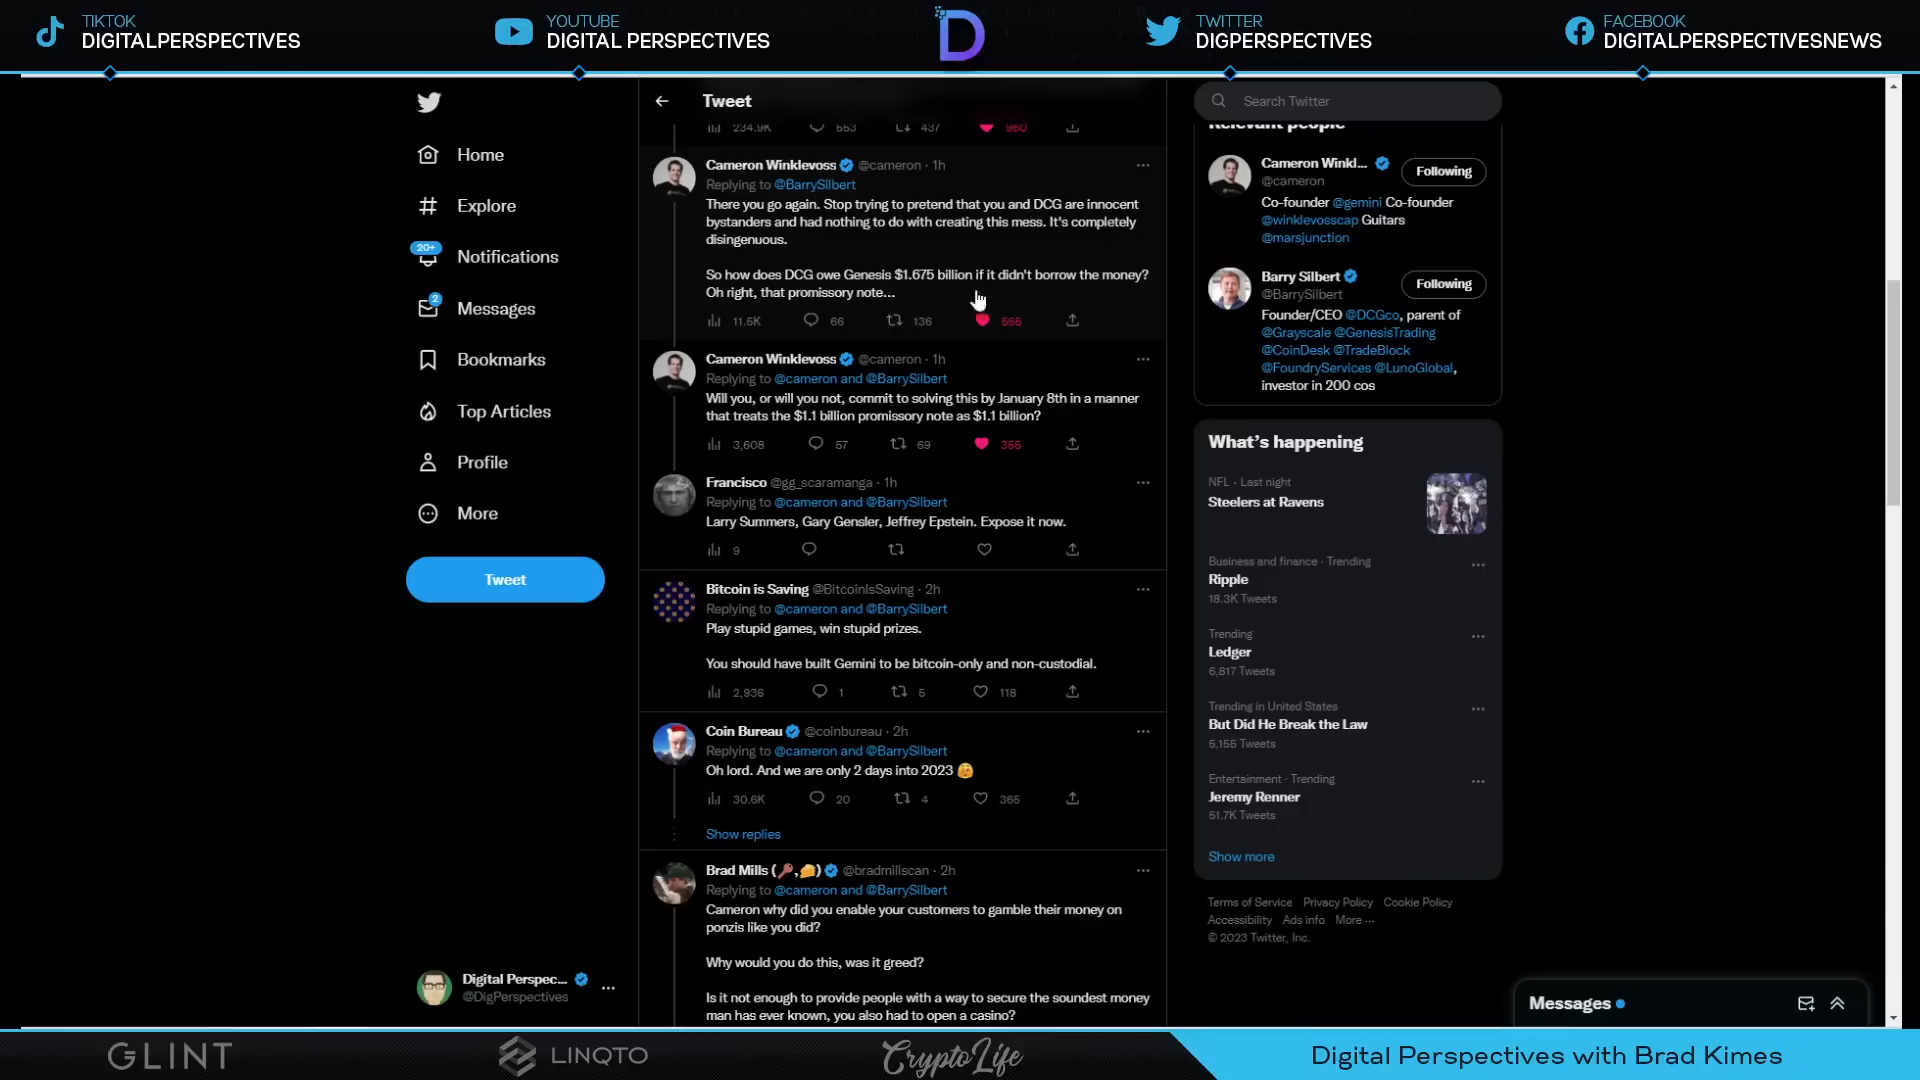 TIKTOK
DIGITALPERSPECTIVES
YOUTUBE
DIGITAL PERSPECTIVES
D
TWITTER
DIGPERSPECTIVES
FACEBOOK
DIGITALPERSPECTIVESNEWS
Home
Explore
20+
Notifications
2
Messages
Bookmarks
Top Articles
Profile
More
Tweet
Digital Perspec...
@DigPerspectives
Tweet
234.9K 553 437 960
Cameron Winklevoss @cameron · 1h
Replying to @BarrySilbert
There you go again. Stop trying to pretend that you and DCG are innocent
bystanders and had nothing to do with creating this mess. It's completely
disingenuous.
So how does DCG owe Genesis $1.675 billion if it didn't borrow the money?
Oh right, that promissory note...
11.5K 66 136 565
Cameron Winklevoss @cameron · 1h
Replying to @cameron and @BarrySilbert
Will you, or will you not, commit to solving this by January 8th in a manner
that treats the $1.1 billion promissory note as $1.1 billion?
3,608 57 69 355
Francisco @gg_scaramanga · 1h
Replying to @cameron and @BarrySilbert
Larry Summers, Gary Gensler, Jeffrey Epstein. Expose it now.
9
Bitcoin is Saving @BitcoinIsSaving · 2h
Replying to @cameron and @BarrySilbert
Play stupid games, win stupid prizes.
You should have built Gemini to be bitcoin-only and non-custodial.
2,936 1 5 118
Coin Bureau @coinbureau · 2h
Replying to @cameron and @BarrySilbert
Oh lord. And we are only 2 days into 2023
30.6K 20 4 365
Show replies
Brad Mills (🔑,🧀) @bradmillscan · 2h
Replying to @cameron and @BarrySilbert
Cameron why did you enable your customers to gamble their money on
ponzis like you did?
Why would you do this, was it greed?
Is it not enough to provide people with a way to secure the soundest money
man has ever known, you also had to open a casino?
Search Twitter
Relevant people
Cameron Winkl...
@cameron
Following
Co-founder @gemini Co-founder
@winklevosscap Guitars
@marsjunction
Barry Silbert
@BarrySilbert
Following
Founder/CEO @DCGco, parent of
@Grayscale @GenesisTrading
@CoinDesk @TradeBlock
@FoundryServices @LunoGlobal,
investor in 200 cos
What's happening
NFL · Last night
Steelers at Ravens
Business and finance · Trending
Ripple
18.3K Tweets
Trending
Ledger
6,817 Tweets
Trending in United States
But Did He Break the Law
5,155 Tweets
Entertainment · Trending
Jeremy Renner
51.7K Tweets
Show more
Terms of Service Privacy Policy Cookie Policy
Accessibility Ads info More ···
© 2023 Twitter, Inc.
Messages
GLINT
LINQTO
CryptoLife
Digital Perspectives with Brad Kimes